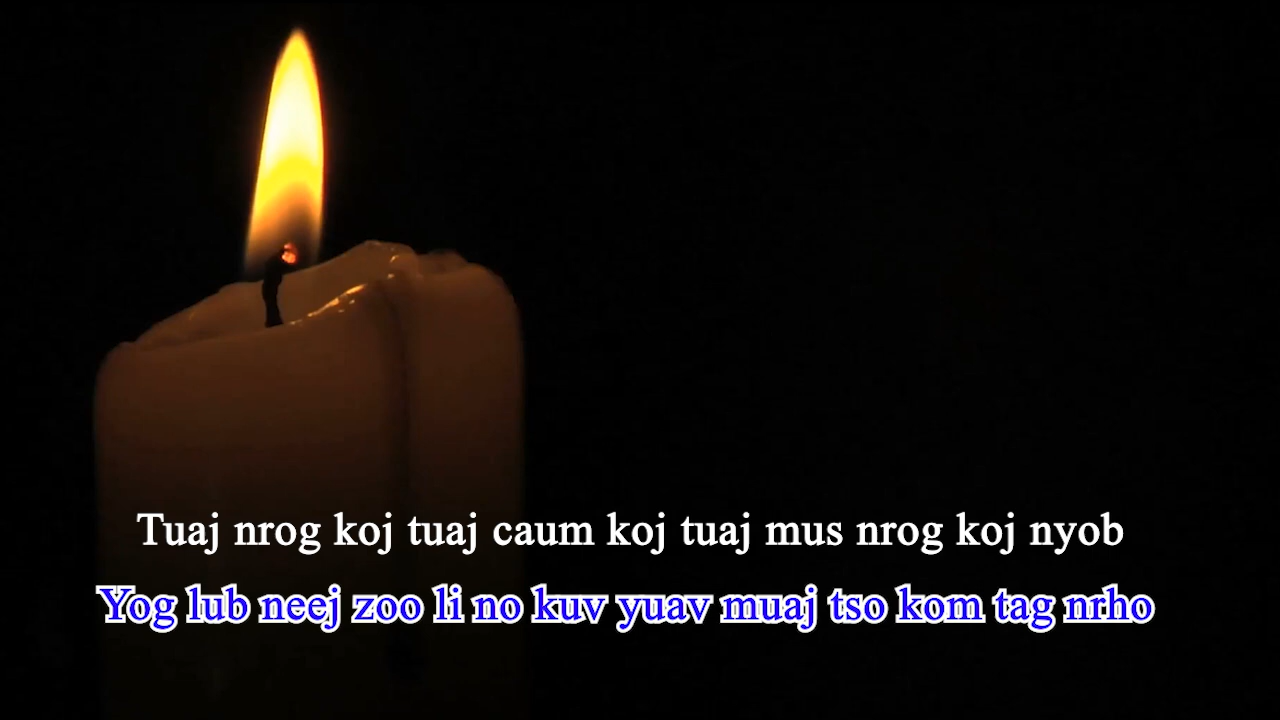 Tuaj nrog koj tuaj caum koj tuaj mus nrog koj nyob
Yog lub neej zoo li no kuv yuav muaj tso kom tag nrho